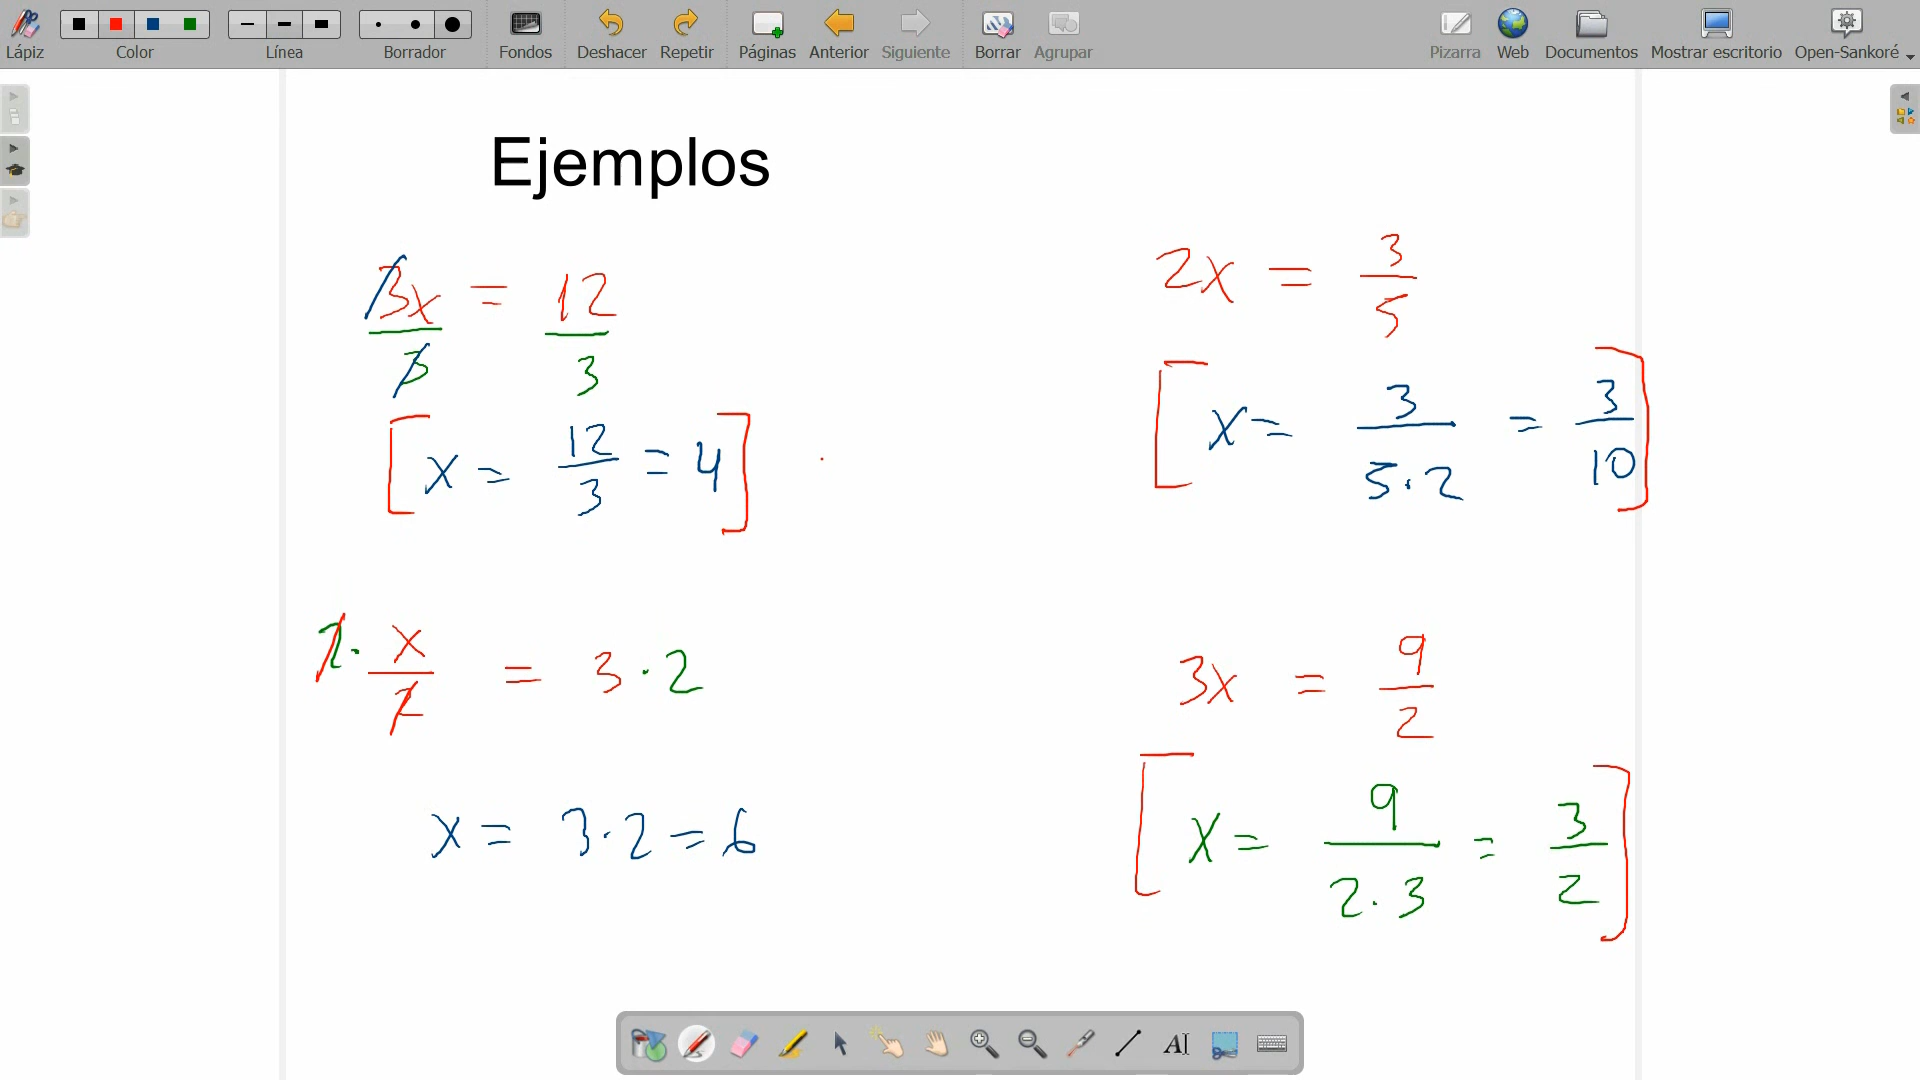 Lápiz Color Línea Borrador Fondos Deshacer Repetir Páginas Anterior Siguiente Borrar Agrupar Pizarra Web Documentos Mostrar escritorio Open-Sankoré
Ejemplos
3x/3 = 12/3
[x = 12/3 = 4]
2x = 3/5
[x = 3/(5·2) = 3/10]
2·x/2 = 3·2
x = 3·2 = 6
3x = 9/2
[x = 9/(2·3) = 3/2]
AI